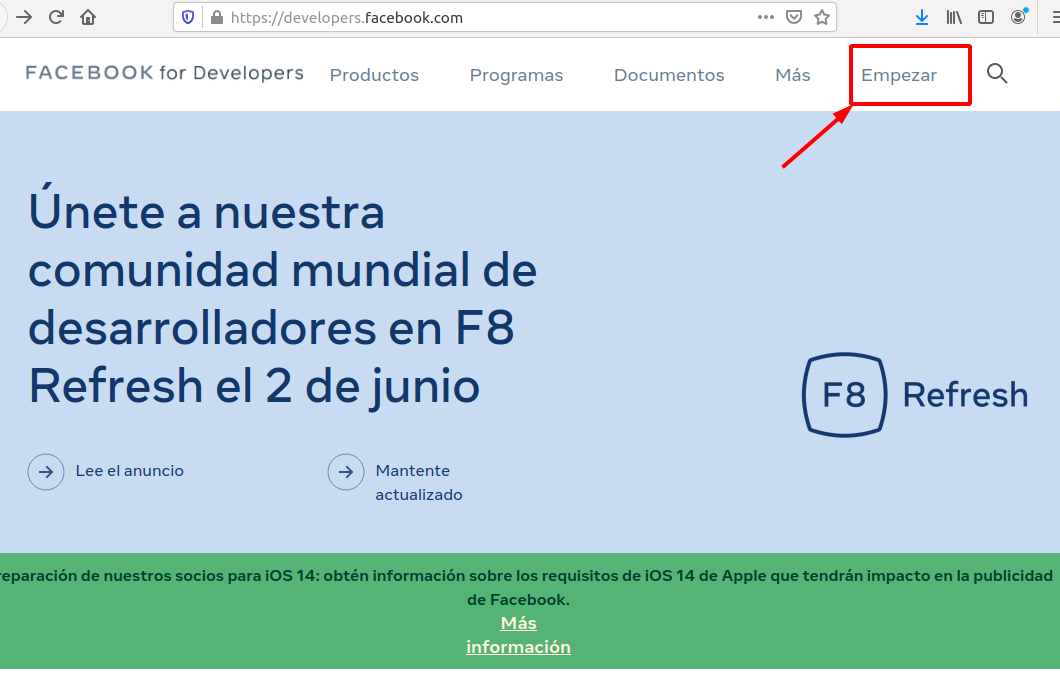 https://developers.facebook.com
FACEBOOK for Developers Productos Programas Documentos Más Empezar
Únete a nuestra
comunidad mundial de
desarrolladores en F8
Refresh el 2 de junio
F8 Refresh
Lee el anuncio
Mantente
actualizado
reparación de nuestros socios para iOS 14: obtén información sobre los requisitos de iOS 14 de Apple que tendrán impacto en la publicidad
de Facebook.
Más
información